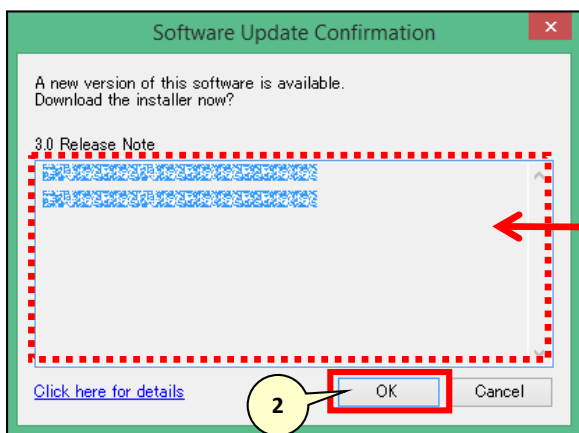 Software Update Confirmation
A new version of this software is available.
Download the installer now?
3.0 Release Note
Click here for details
2
OK
Cancel